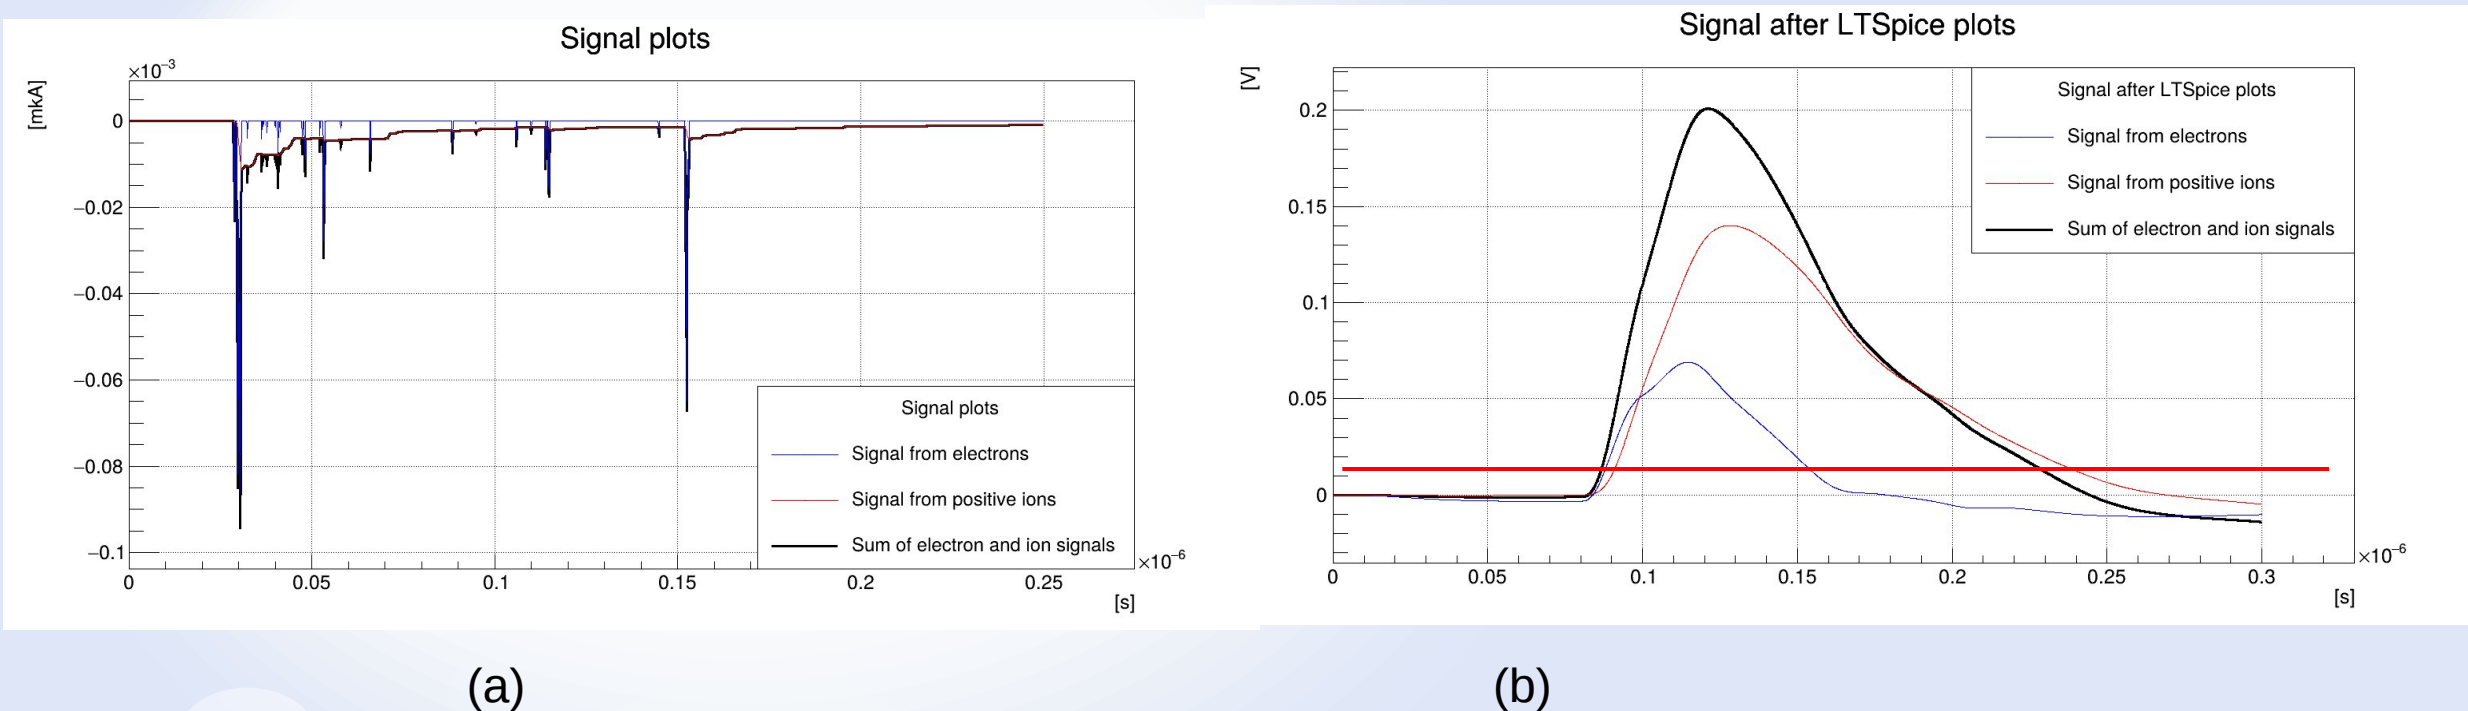 Signal plots
×10⁻³
[mkA]
0
−0.02
−0.04
−0.06
−0.08
−0.1
0 0.05 0.1 0.15 0.2 0.25
×10⁻⁶
[s]
Signal plots
Signal from electrons
Signal from positive ions
Sum of electron and ion signals
(a)
Signal after LTSpice plots
[V]
0.2
0.15
0.1
0.05
0
0 0.05 0.1 0.15 0.2 0.25 0.3
×10⁻⁶
[s]
Signal after LTSpice plots
Signal from electrons
Signal from positive ions
Sum of electron and ion signals
(b)